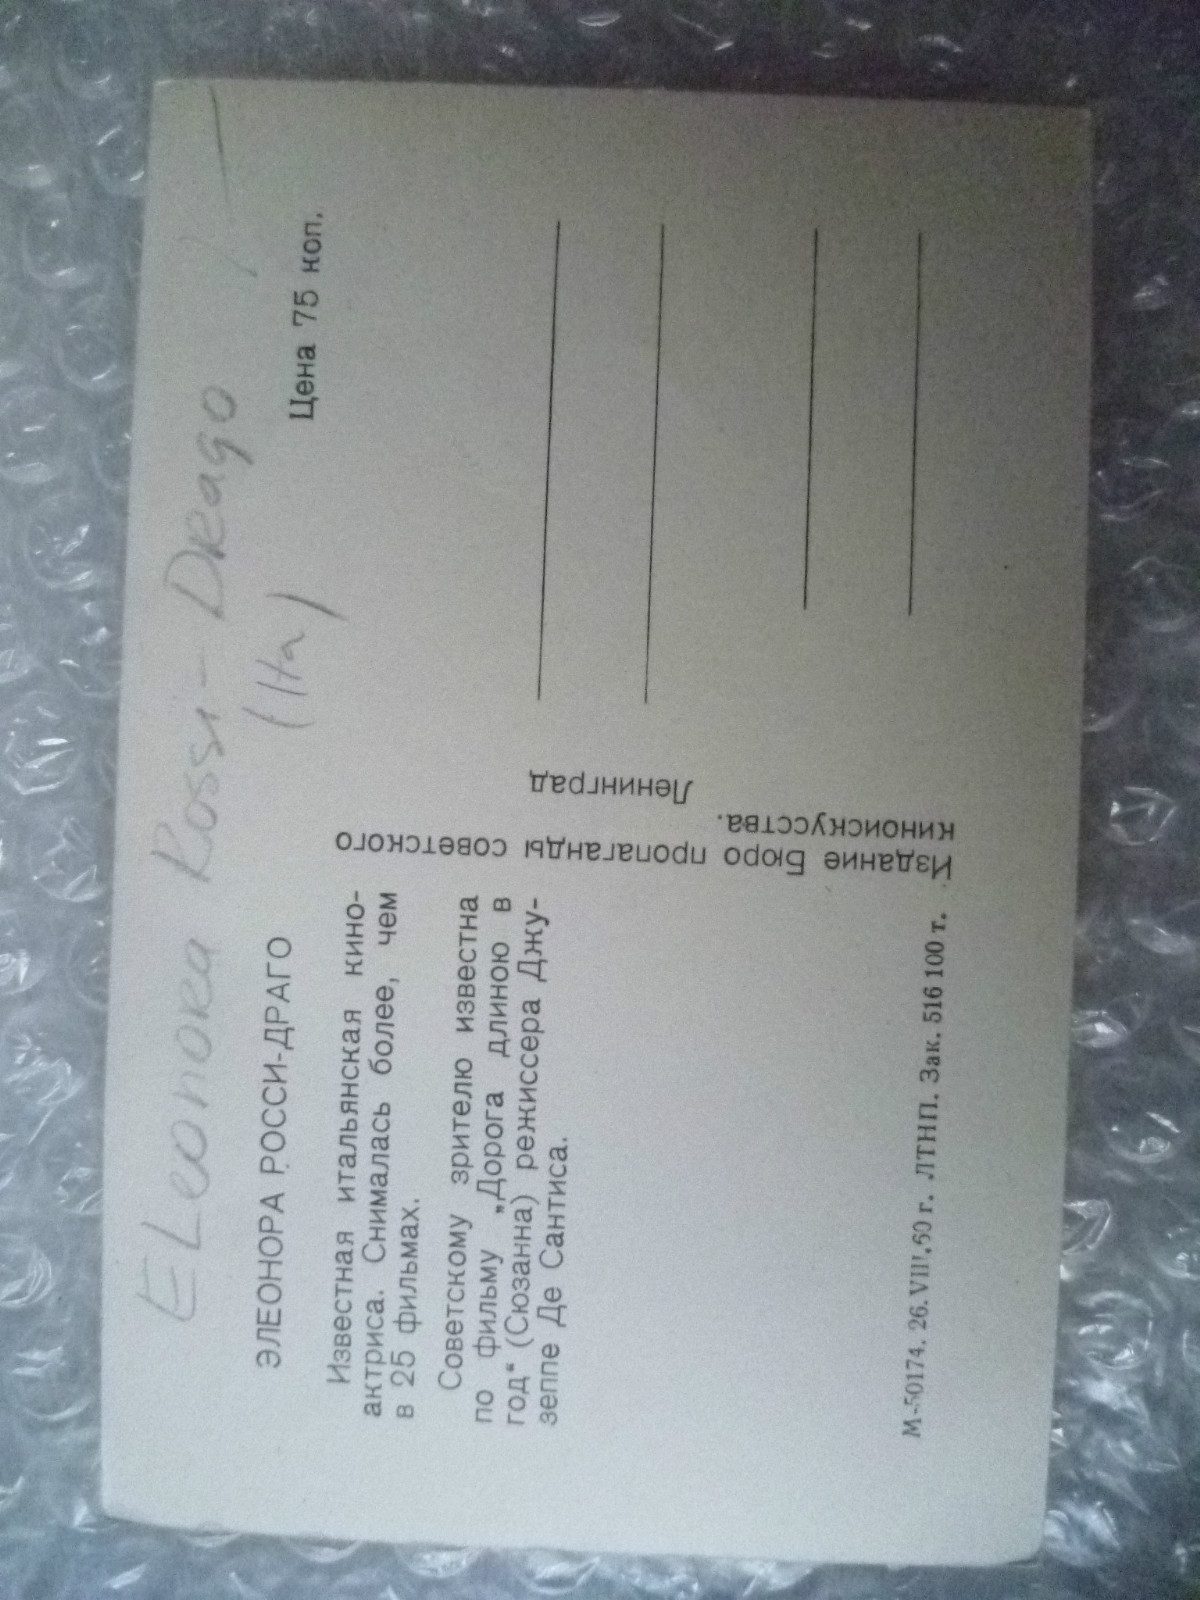 Eleonora Rossi-Drago
(Ita)
ЭЛЕОНОРА РОССИ-ДРАГО
Известная итальянская кино-
актриса. Снималась более, чем
в 25 фильмах.
Советскому зрителю известна
по фильму „Дорога длиною в
год“ (Сюзанна) режиссера Джу-
зеппе Де Сантиса.
М-50174. 26.VIII.60 г. ЛТНП. Зак. 516 100 т.
Издание Бюро пропаганды советского
киноискусства.
Ленинград
Цена 75 коп.